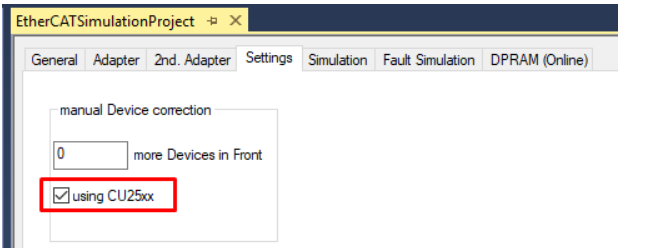 EtherCATSimulationProject
General Adapter 2nd. Adapter Settings Simulation Fault Simulation DPRAM (Online)
manual Device correction
0 more Devices in Front
using CU25xx